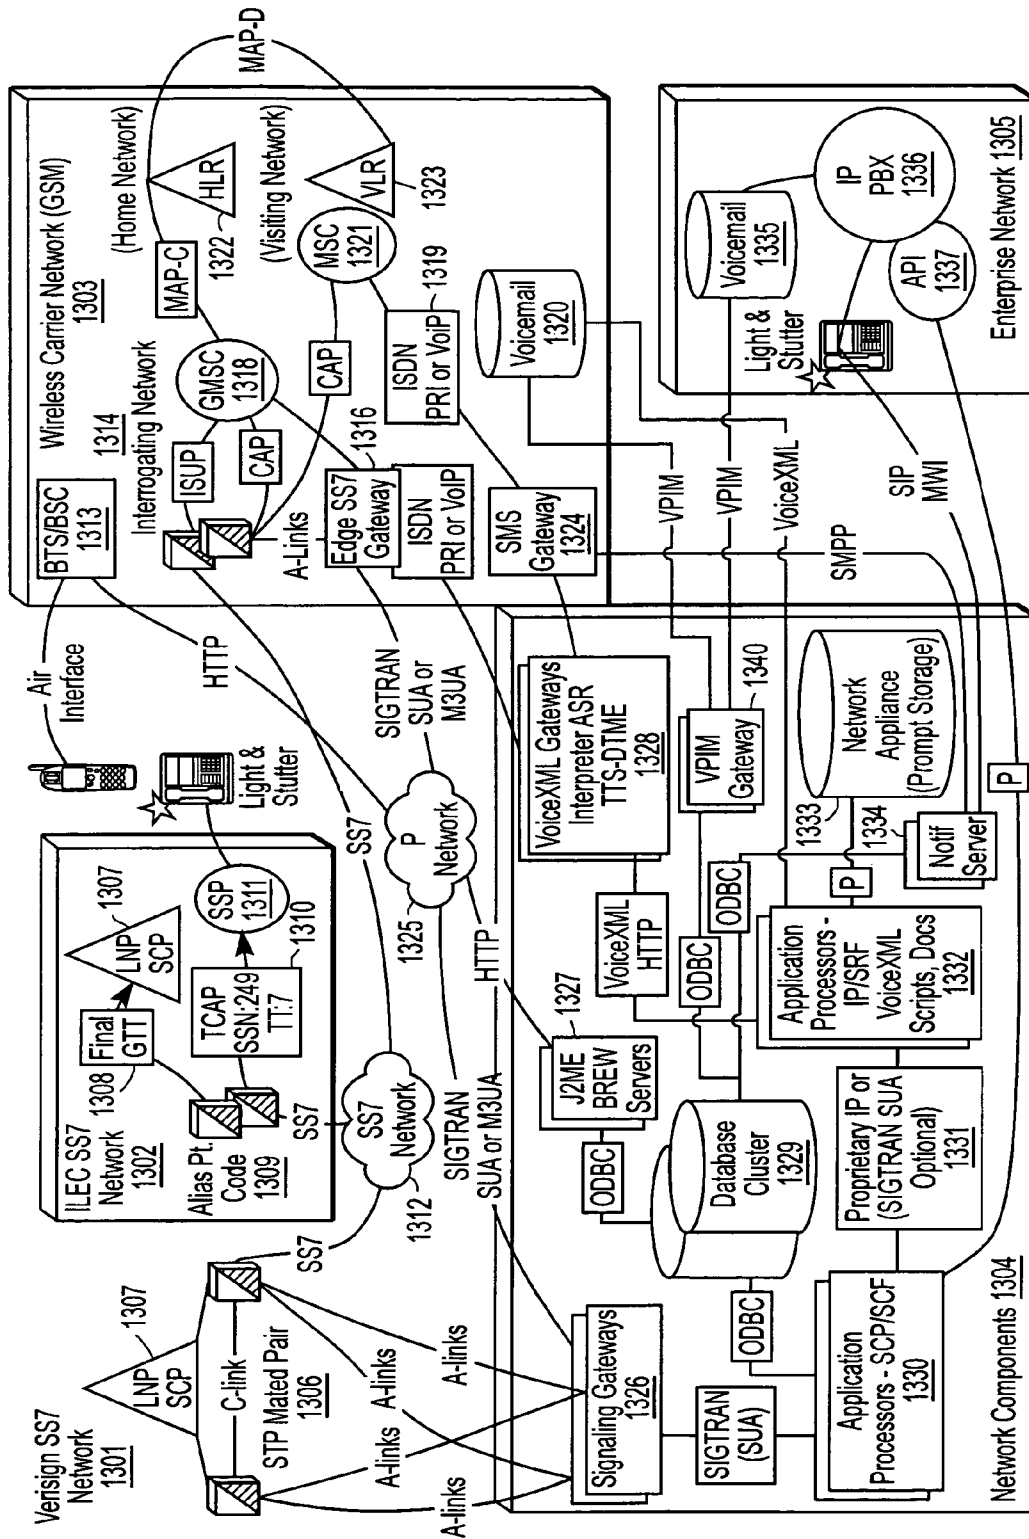 Verisign SS7
Network
1301
LNP
SCP
1307
C-link
STP Mated Pair
1306
A-links
A-links
A-links
A-links
SS7
ILEC SS7
Network
1302
Final
GTT
1308
LNP
SCP
1307
Alias Pt.
Code
1309
TCAP
SSN:249
TT:7
1310
SSP
1311
SS7
Light &
Stutter
SS7
Network
1312
SS7
Air
Interface
HTTP
P
Network
1325
SIGTRAN
SUA or
M3UA
SIGTRAN
SUA or M3UA
HTTP
Wireless Carrier Network (GSM)
1303
BTS/BSC
1313
Interrogating Network
1314
ISUP
CAP
GMSC
1318
MAP-C
(Home Network)
HLR
1322
MAP-D
(Visiting Network)
VLR
1323
MSC
1321
CAP
A-Links
Edge SS7
Gateway
1316
ISDN
PRI or VoIP
ISDN
PRI or VoIP
1319
SMS
Gateway
1324
Voicemail
1320
VPIM
VPIM
VoiceXML
SMPP
SIP
MWI
Voicemail
1335
IP
PBX
1336
API
1337
Light &
Stutter
Enterprise Network 1305
Signaling Gateways
1326
SIGTRAN
(SUA)
Application
Processors - SCP/SCF
1330
ODBC
ODBC
J2ME
BREW
Servers
1327
Database
Cluster
1329
VoiceXML
HTTP
VoiceXML Gateways
Interpreter ASR
TTS-DTME
1328
ODBC
ODBC
VPIM
Gateway
1340
Proprietary IP or
(SIGTRAN SUA
Optional)
1331
Application
Processors -
IP/SRF
VoiceXML
Scripts, Docs
1332
P
Network
Appliance
(Prompt Storage)
1333
Notif
Server
1334
P
Network Components 1304